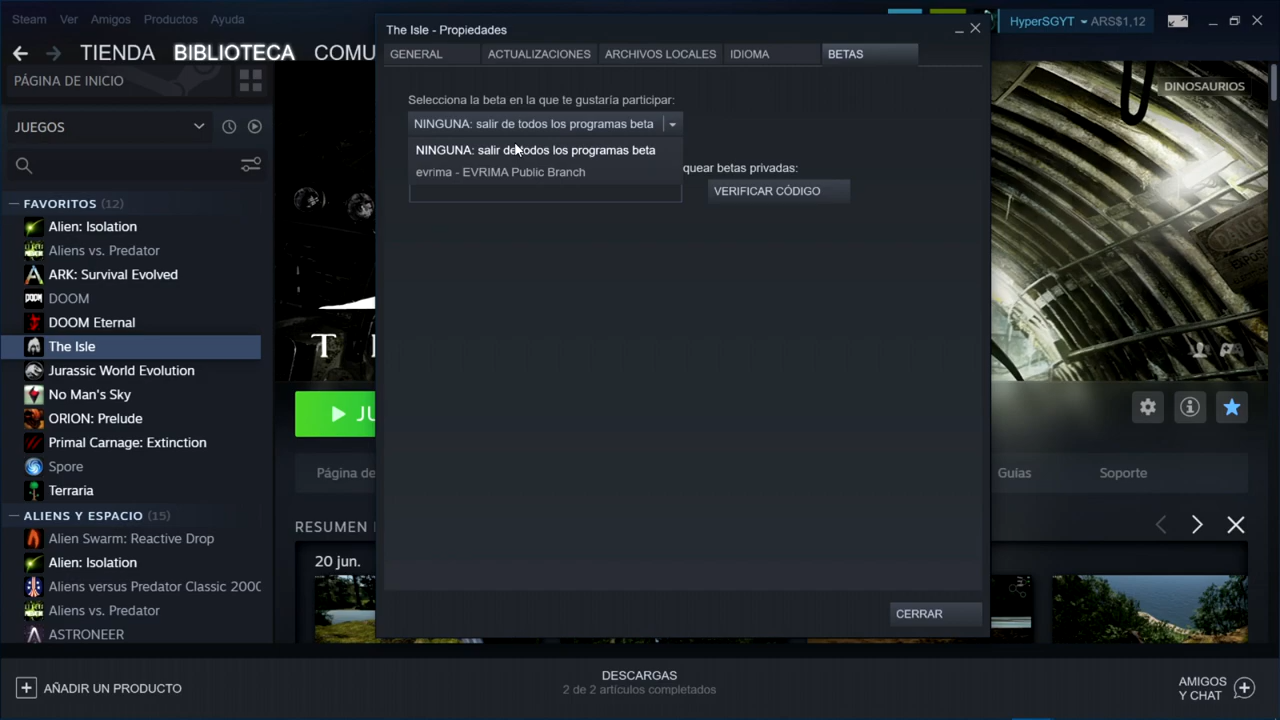 Steam Ver Amigos Productos Ayuda
HyperSGYT ARS$1,12
TIENDA BIBLIOTECA COMU
The Isle - Propiedades
GENERAL ACTUALIZACIONES ARCHIVOS LOCALES IDIOMA BETAS
PÁGINA DE INICIO
DINOSAURIOS
Selecciona la beta en la que te gustaría participar:
JUEGOS
NINGUNA: salir de todos los programas beta
NINGUNA: salir de todos los programas beta
evrima - EVRIMA Public Branch
quear betas privadas:
VERIFICAR CÓDIGO
FAVORITOS (12)
Alien: Isolation
Aliens vs. Predator
ARK: Survival Evolved
DOOM
DOOM Eternal
The Isle
Jurassic World Evolution
No Man's Sky
ORION: Prelude
Primal Carnage: Extinction
Spore
Terraria
ALIENS Y ESPACIO (15)
Alien Swarm: Reactive Drop
Alien: Isolation
Aliens versus Predator Classic 2000
Aliens vs. Predator
ASTRONEER
DANGER
T
JU
Página de
Guías Soporte
RESUMEN
20 jun.
CERRAR
AÑADIR UN PRODUCTO
DESCARGAS
2 de 2 artículos completados
AMIGOS
Y CHAT